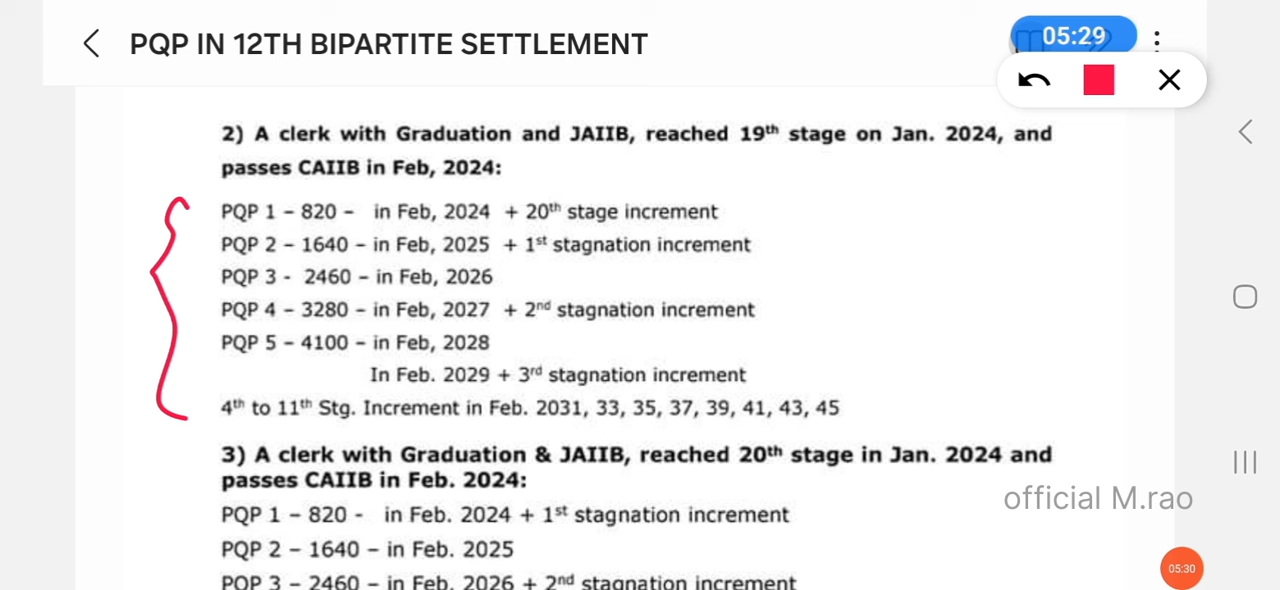 PQP IN 12TH BIPARTITE SETTLEMENT
05:29
2) A clerk with Graduation and JAIIB, reached 19th stage on Jan. 2024, and
passes CAIIB in Feb, 2024:
PQP 1 – 820 – in Feb, 2024 + 20th stage increment
PQP 2 – 1640 – in Feb, 2025 + 1st stagnation increment
PQP 3 - 2460 – in Feb, 2026
PQP 4 – 3280 – in Feb, 2027 + 2nd stagnation increment
PQP 5 – 4100 – in Feb, 2028
In Feb. 2029 + 3rd stagnation increment
4th to 11th Stg. Increment in Feb. 2031, 33, 35, 37, 39, 41, 43, 45
3) A clerk with Graduation & JAIIB, reached 20th stage in Jan. 2024 and
passes CAIIB in Feb. 2024:
official M.rao
PQP 1 – 820 - in Feb. 2024 + 1st stagnation increment
PQP 2 – 1640 – in Feb. 2025
PQP 3 – 2460 – in Feb. 2026 + 2nd stagnation increment
05:30